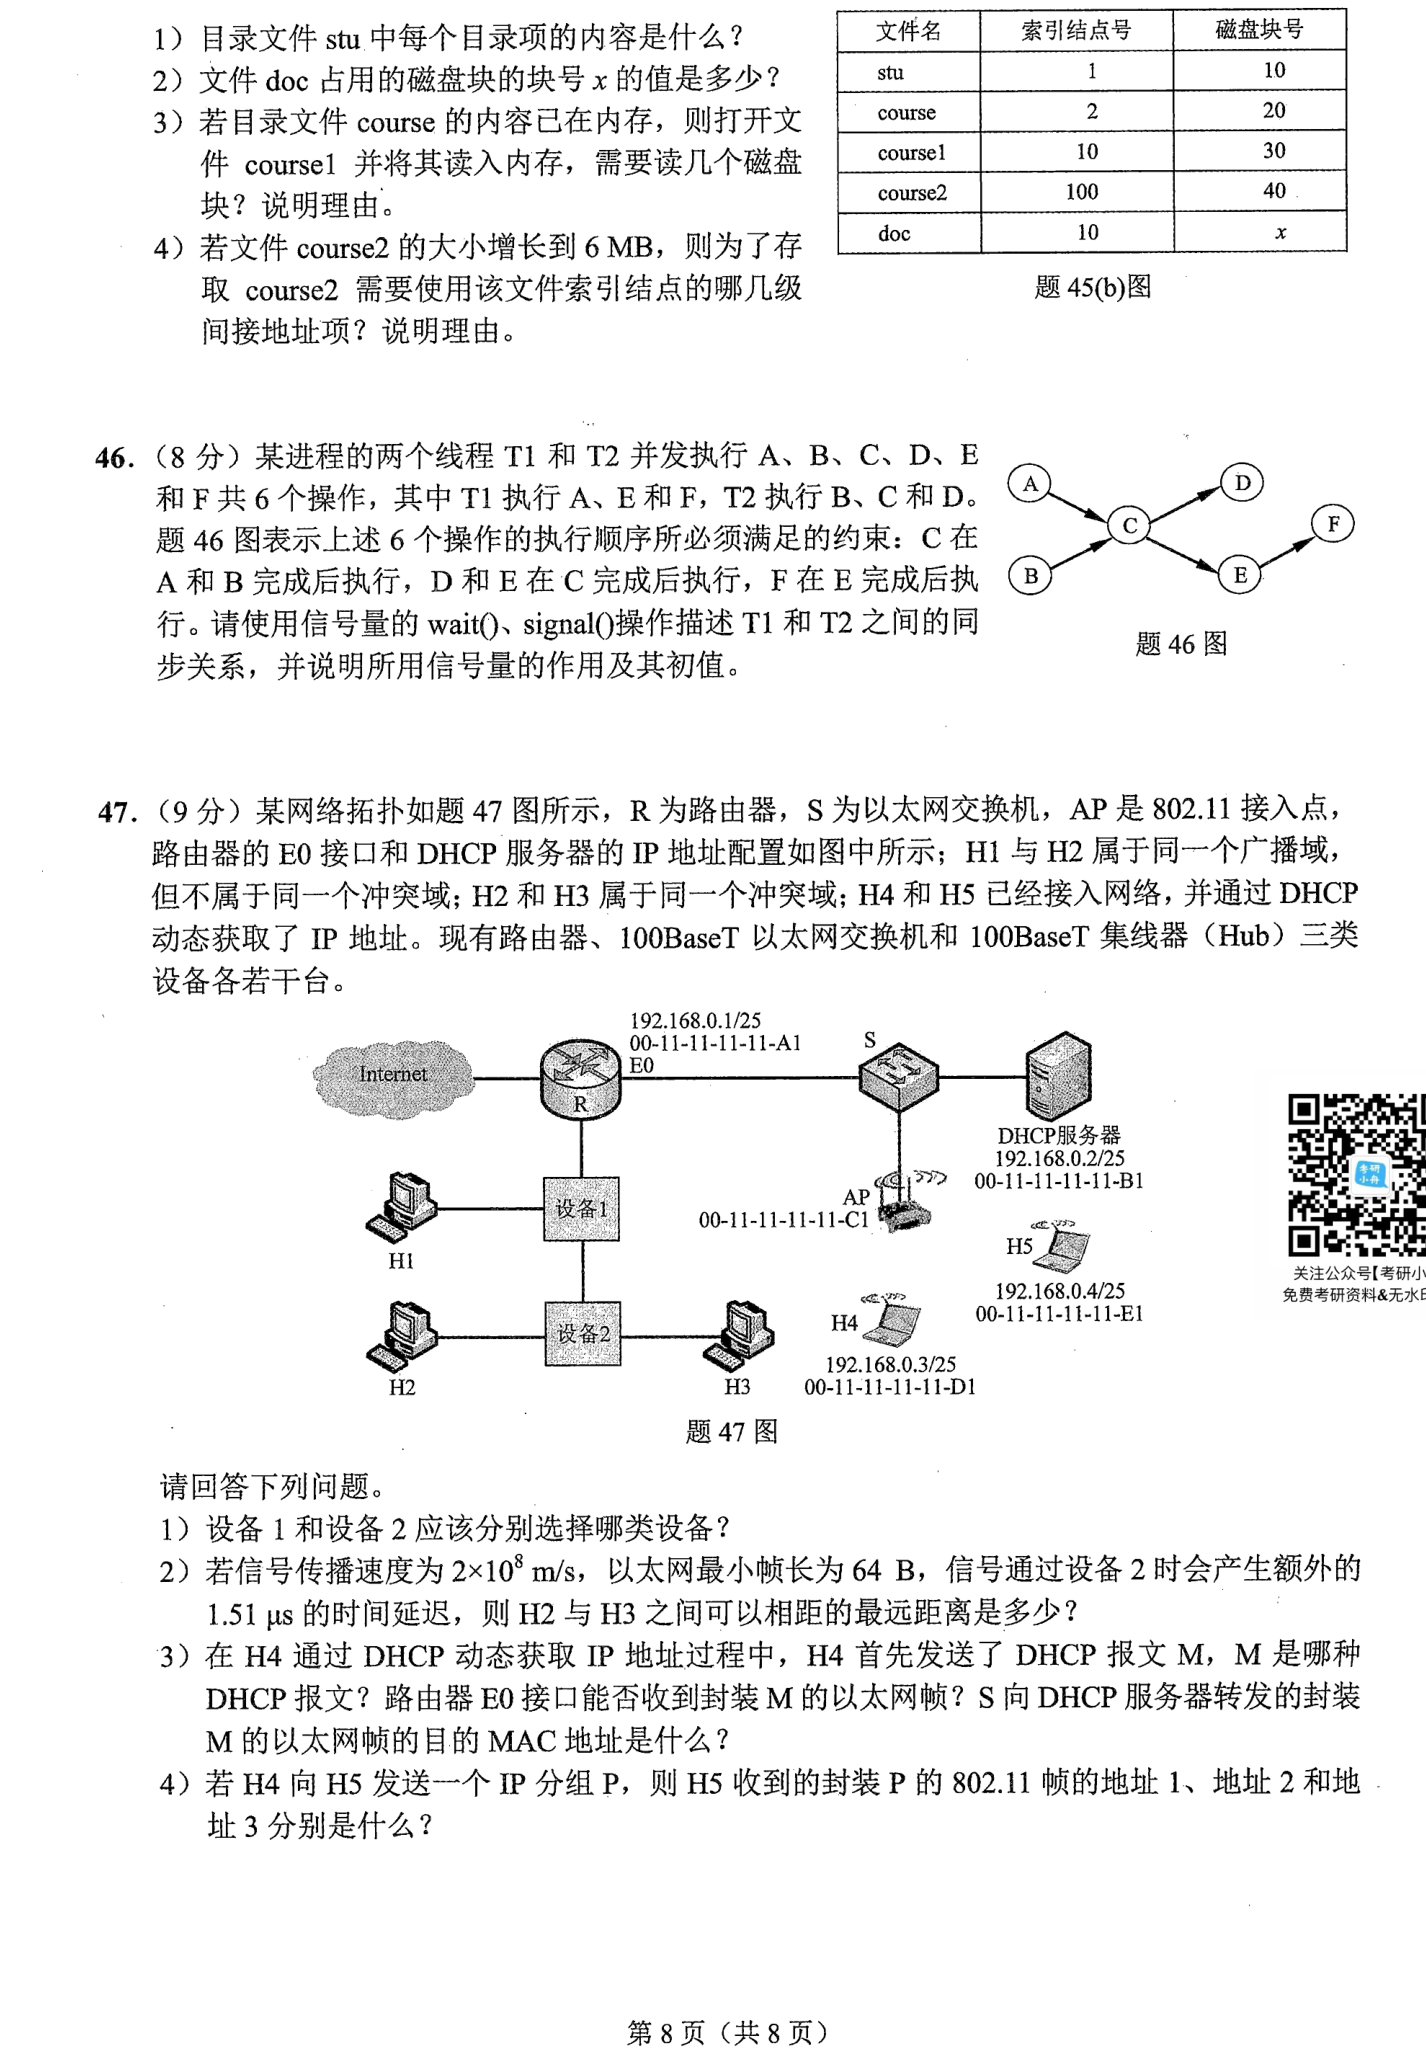 1）目录文件 stu 中每个目录项的内容是什么？
2）文件 doc 占用的磁盘块的块号 x 的值是多少？
3）若目录文件 course 的内容已在内存，则打开文
件 course1 并将其读入内存，需要读几个磁盘
块？说明理由。
4）若文件 course2 的大小增长到 6 MB，则为了存
取 course2 需要使用该文件索引结点的哪几级
间接地址项？说明理由。
文件名 索引结点号 磁盘块号
stu 1 10
course 2 20
course1 10 30
course2 100 40
doc 10 x
题 45(b)图
46.（8 分）某进程的两个线程 T1 和 T2 并发执行 A、B、C、D、E
和 F 共 6 个操作，其中 T1 执行 A、E 和 F，T2 执行 B、C 和 D。
题 46 图表示上述 6 个操作的执行顺序所必须满足的约束：C 在
A 和 B 完成后执行，D 和 E 在 C 完成后执行，F 在 E 完成后执
行。请使用信号量的 wait()、signal()操作描述 T1 和 T2 之间的同
步关系，并说明所用信号量的作用及其初值。
A
D
C
F
B
E
题 46 图
47.（9 分）某网络拓扑如题 47 图所示，R 为路由器，S 为以太网交换机，AP 是 802.11 接入点，
路由器的 E0 接口和 DHCP 服务器的 IP 地址配置如图中所示；H1 与 H2 属于同一个广播域，
但不属于同一个冲突域；H2 和 H3 属于同一个冲突域；H4 和 H5 已经接入网络，并通过 DHCP
动态获取了 IP 地址。现有路由器、100BaseT 以太网交换机和 100BaseT 集线器（Hub）三类
设备各若干台。
192.168.0.1/25
00-11-11-11-11-A1
E0
S
Internet
R
DHCP服务器
192.168.0.2/25
00-11-11-11-11-B1
设备1
AP
00-11-11-11-11-C1
H1
H5
192.168.0.4/25
00-11-11-11-11-E1
设备2
H4
192.168.0.3/25
00-11-11-11-11-D1
H2
H3
题 47 图
考研
小舟
关注公众号【考研小
免费考研资料&无水印
请回答下列问题。
1）设备 1 和设备 2 应该分别选择哪类设备？
2）若信号传播速度为 2×10⁸ m/s，以太网最小帧长为 64 B，信号通过设备 2 时会产生额外的
1.51 μs 的时间延迟，则 H2 与 H3 之间可以相距的最远距离是多少？
3）在 H4 通过 DHCP 动态获取 IP 地址过程中，H4 首先发送了 DHCP 报文 M，M 是哪种
DHCP 报文？路由器 E0 接口能否收到封装 M 的以太网帧？S 向 DHCP 服务器转发的封装
M 的以太网帧的目的 MAC 地址是什么？
4）若 H4 向 H5 发送一个 IP 分组 P，则 H5 收到的封装 P 的 802.11 帧的地址 1、地址 2 和地
址 3 分别是什么？
第 8 页（共 8 页）